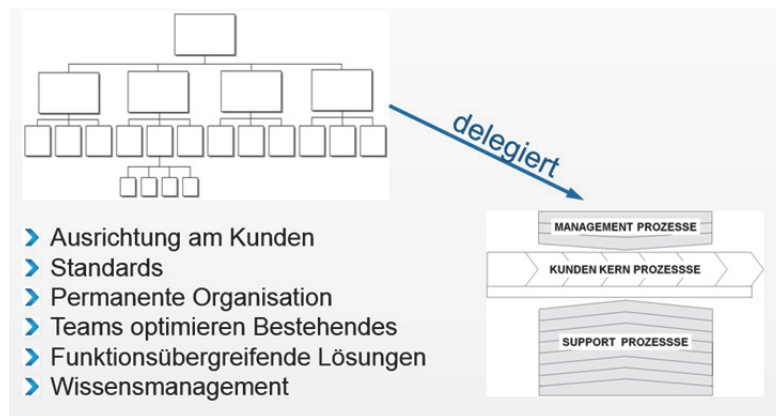 delegiert
Ausrichtung am Kunden
Standards
Permanente Organisation
Teams optimieren Bestehendes
Funktionsübergreifende Lösungen
Wissensmanagement
MANAGEMENT PROZESSE
KUNDEN KERN PROZESSSE
SUPPORT PROZESSSE